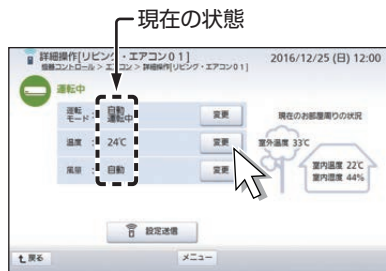 現在の状態
詳細操作[リビング・エアコン01]
2016/12/25 (日) 12:00
機器コントロール > エアコン > 詳細操作[リビング・エアコン01]
運転中
運転モード : 自動運転中
変更
温度 : 24℃
変更
風量 : 自動
変更
現在のお部屋周りの状況
室外温度 33℃
室内温度 22℃
室内湿度 44%
設定送信
戻る
メニュー